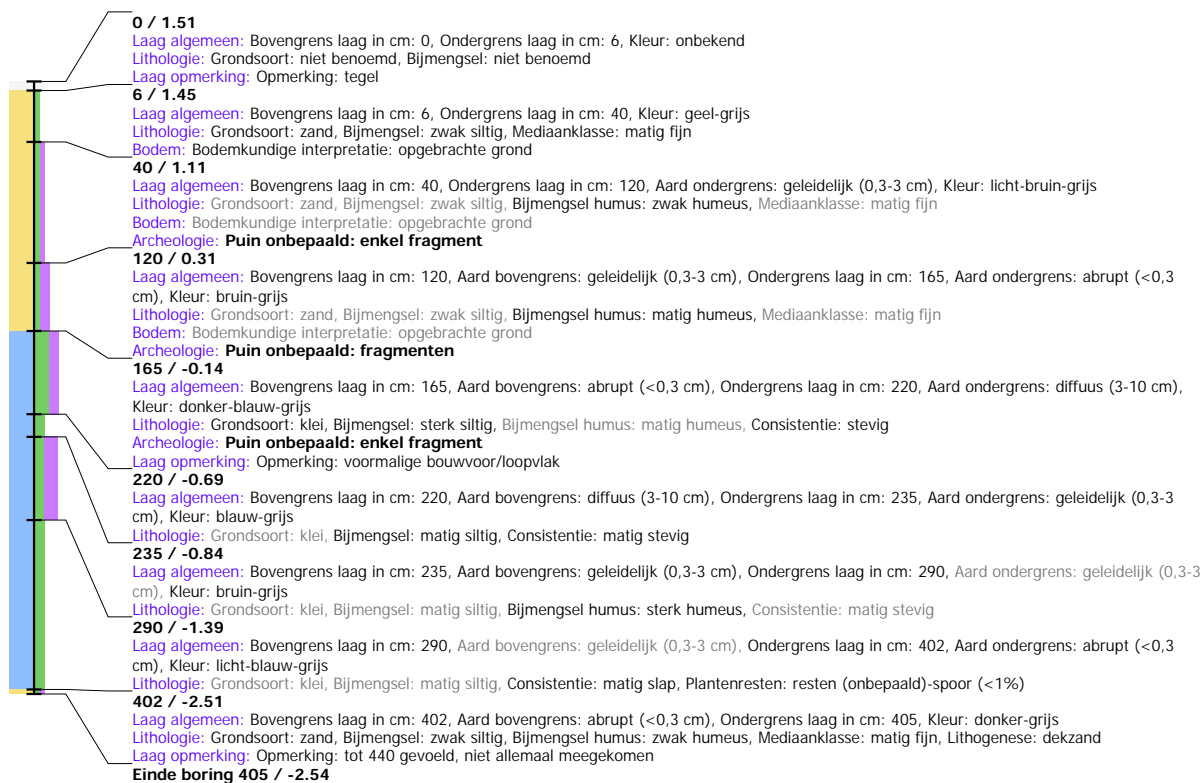 0 / 1.51
Laag algemeen: Bovengrens laag in cm: 0, Ondergrens laag in cm: 6, Kleur: onbekend
Lithologie: Grondsoort: niet benoemd, Bijmengsel: niet benoemd
Laag opmerking: Opmerking: tegel
6 / 1.45
Laag algemeen: Bovengrens laag in cm: 6, Ondergrens laag in cm: 40, Kleur: geel-grijs
Lithologie: Grondsoort: zand, Bijmengsel: zwak siltig, Mediaanklasse: matig fijn
Bodem: Bodemkundige interpretatie: opgebrachte grond
40 / 1.11
Laag algemeen: Bovengrens laag in cm: 40, Ondergrens laag in cm: 120, Aard ondergrens: geleidelijk (0,3-3 cm), Kleur: licht-bruin-grijs
Lithologie: Grondsoort: zand, Bijmengsel: zwak siltig, Bijmengsel humus: zwak humeus, Mediaanklasse: matig fijn
Bodem: Bodemkundige interpretatie: opgebrachte grond
Archeologie: Puin onbepaald: enkel fragment
120 / 0.31
Laag algemeen: Bovengrens laag in cm: 120, Aard bovengrens: geleidelijk (0,3-3 cm), Ondergrens laag in cm: 165, Aard ondergrens: abrupt (<0,3
cm), Kleur: bruin-grijs
Lithologie: Grondsoort: zand, Bijmengsel: zwak siltig, Bijmengsel humus: matig humeus, Mediaanklasse: matig fijn
Bodem: Bodemkundige interpretatie: opgebrachte grond
Archeologie: Puin onbepaald: fragmenten
165 / -0.14
Laag algemeen: Bovengrens laag in cm: 165, Aard bovengrens: abrupt (<0,3 cm), Ondergrens laag in cm: 220, Aard ondergrens: diffuus (3-10 cm),
Kleur: donker-blauw-grijs
Lithologie: Grondsoort: klei, Bijmengsel: sterk siltig, Bijmengsel humus: matig humeus, Consistentie: stevig
Archeologie: Puin onbepaald: enkel fragment
Laag opmerking: Opmerking: voormalige bouwvoor/loopvlak
220 / -0.69
Laag algemeen: Bovengrens laag in cm: 220, Aard bovengrens: diffuus (3-10 cm), Ondergrens laag in cm: 235, Aard ondergrens: geleidelijk (0,3-3
cm), Kleur: blauw-grijs
Lithologie: Grondsoort: klei, Bijmengsel: matig siltig, Consistentie: matig stevig
235 / -0.84
Laag algemeen: Bovengrens laag in cm: 235, Aard bovengrens: geleidelijk (0,3-3 cm), Ondergrens laag in cm: 290, Aard ondergrens: geleidelijk (0,3-3
cm), Kleur: bruin-grijs
Lithologie: Grondsoort: klei, Bijmengsel: matig siltig, Bijmengsel humus: sterk humeus, Consistentie: matig stevig
290 / -1.39
Laag algemeen: Bovengrens laag in cm: 290, Aard bovengrens: geleidelijk (0,3-3 cm), Ondergrens laag in cm: 402, Aard ondergrens: abrupt (<0,3
cm), Kleur: licht-blauw-grijs
Lithologie: Grondsoort: klei, Bijmengsel: matig siltig, Consistentie: matig slap, Plantenresten: resten (onbepaald)-spoor (<1%)
402 / -2.51
Laag algemeen: Bovengrens laag in cm: 402, Aard bovengrens: abrupt (<0,3 cm), Ondergrens laag in cm: 405, Kleur: donker-grijs
Lithologie: Grondsoort: zand, Bijmengsel: zwak siltig, Bijmengsel humus: zwak humeus, Mediaanklasse: matig fijn, Lithogenese: dekzand
Laag opmerking: Opmerking: tot 440 gevoeld, niet allemaal meegekomen
Einde boring 405 / -2.54